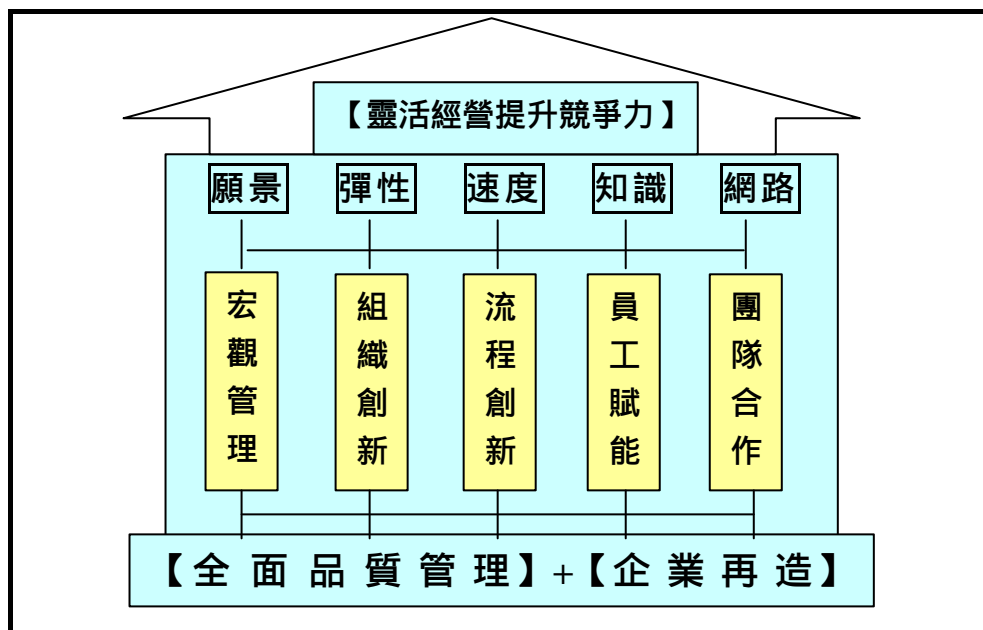 【靈活經營提升競爭力】
願景 彈性 速度 知識 網路
宏觀管理
組織創新
流程創新
員工賦能
團隊合作
【全面品質管理】+【企業再造】